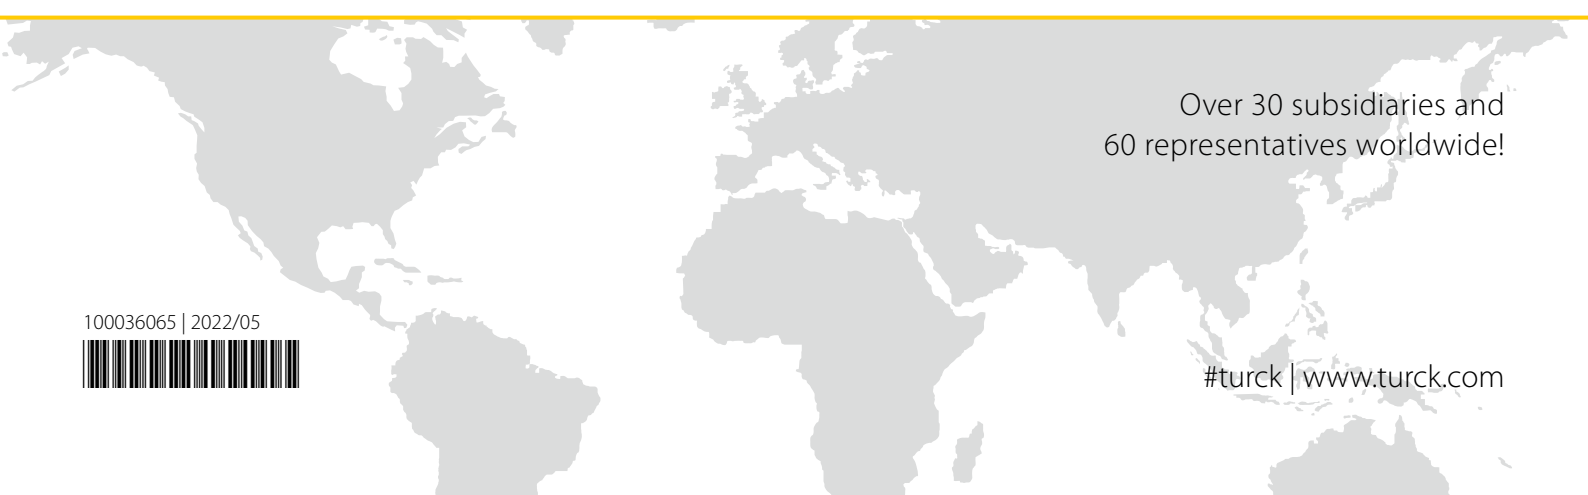 Over 30 subsidiaries and
60 representatives worldwide!
100036065 | 2022/05
#turck | www.turck.com